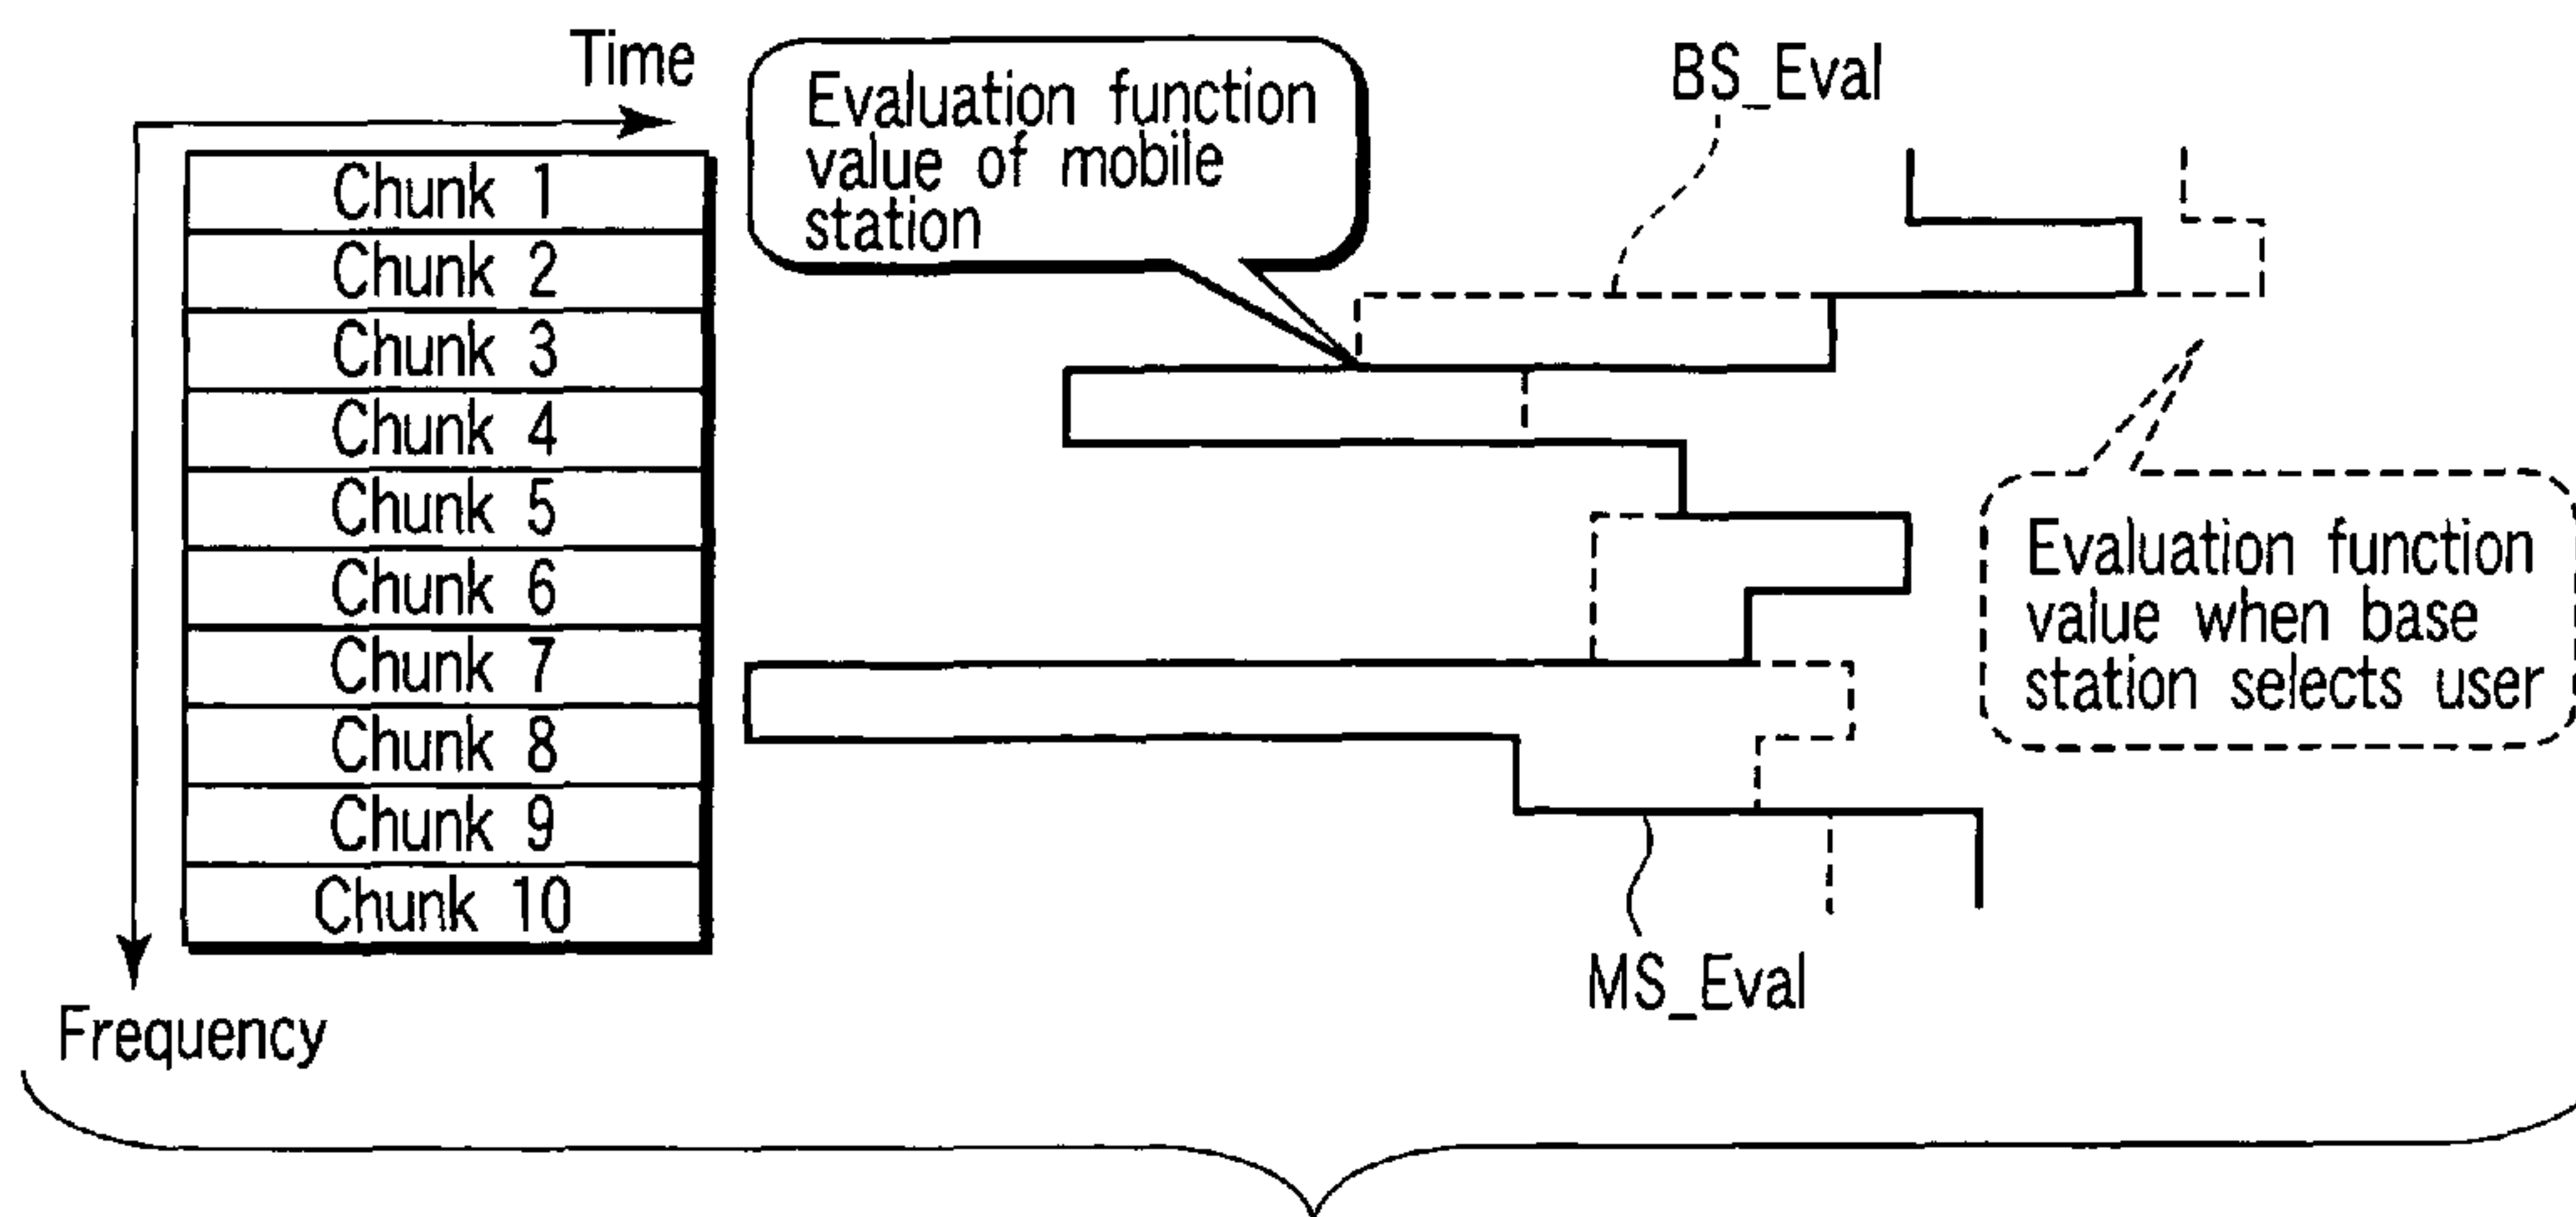 Time
Frequency
Chunk 1
Chunk 2
Chunk 3
Chunk 4
Chunk 5
Chunk 6
Chunk 7
Chunk 8
Chunk 9
Chunk 10
Evaluation function
value of mobile
station
BS_Eval
Evaluation function
value when base
station selects user
MS_Eval